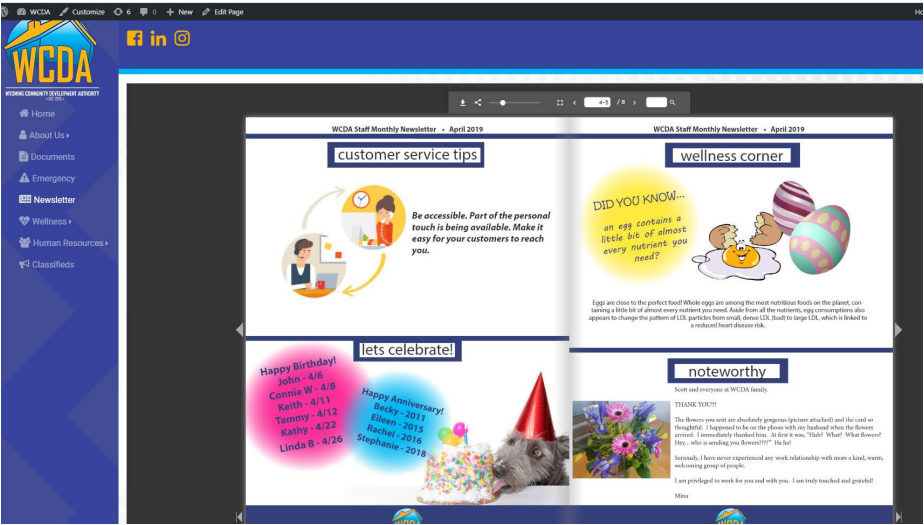 WCDA
Customize
6
0
+ New
Edit Page
Ho
WCDA
WYOMING COMMUNITY DEVELOPMENT AUTHORITY
Home
About Us
Documents
Emergency
Newsletter
Wellness
Human Resources
Classifieds
4-5 / 6
WCDA Staff Monthly Newsletter • April 2019
customer service tips
Be accessible. Part of the personal
touch is being available. Make it
easy for your customers to reach
you.
lets celebrate!
Happy Birthday!
John - 4/6
Connie W - 4/8
Keith - 4/11
Tammy - 4/12
Kathy - 4/22
Linda B - 4/26
Happy Anniversary!
Becky - 2011
Eileen - 2015
Rachel - 2016
Stephanie - 2018
WCDA
WCDA Staff Monthly Newsletter • April 2019
wellness corner
DID YOU KNOW...
an egg contains a
little bit of almost
every nutrient you
need?
Eggs are close to the perfect food! Whole eggs are among the most nutritious foods on the planet, con-
taining a little bit of almost every nutrient you need. Aside from all the nutrients, egg consumptions also
appears to change the pattern of LDL particles from small, dense LDL (bad) to large LDL, which is linked to
a reduced heart disease risk.
noteworthy
Scott and everyone at WCDA family,
THANK YOU!!!
The flowers you sent are absolutely gorgeous (picture attached) and the card so
thoughtful. I happened to be on the phone with my husband when the flowers
arrived. I immediately thanked him. At first it was, "Huh? What? What flowers?
Hey... who is sending you flowers????" Ha ha!
Seriously, I have never experienced any work relationship with more a kind, warm,
welcoming group of people.
I am privileged to work for you and with you. I am truly touched and grateful!
Mina
WCDA